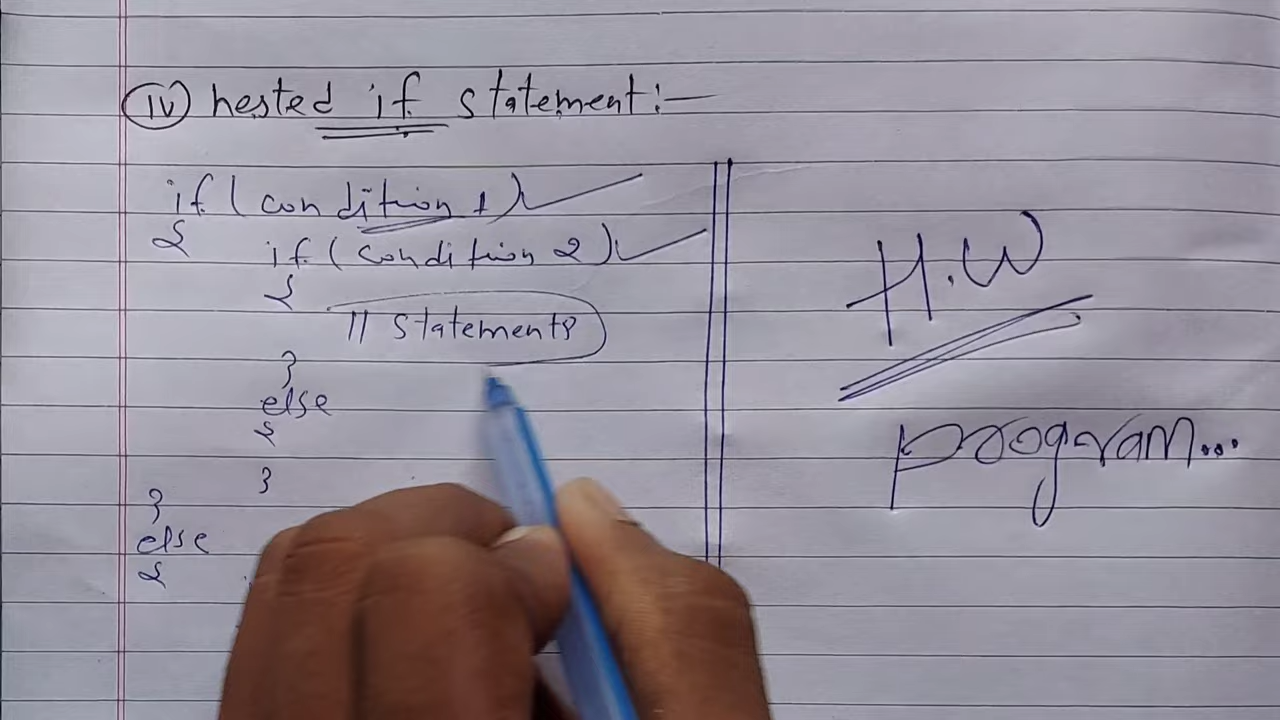 (iv) nested if statement:-
if (condition 1)
{
if (condition 2)
{
// statements
}
else
{
}
}
else
{
H.W
program...